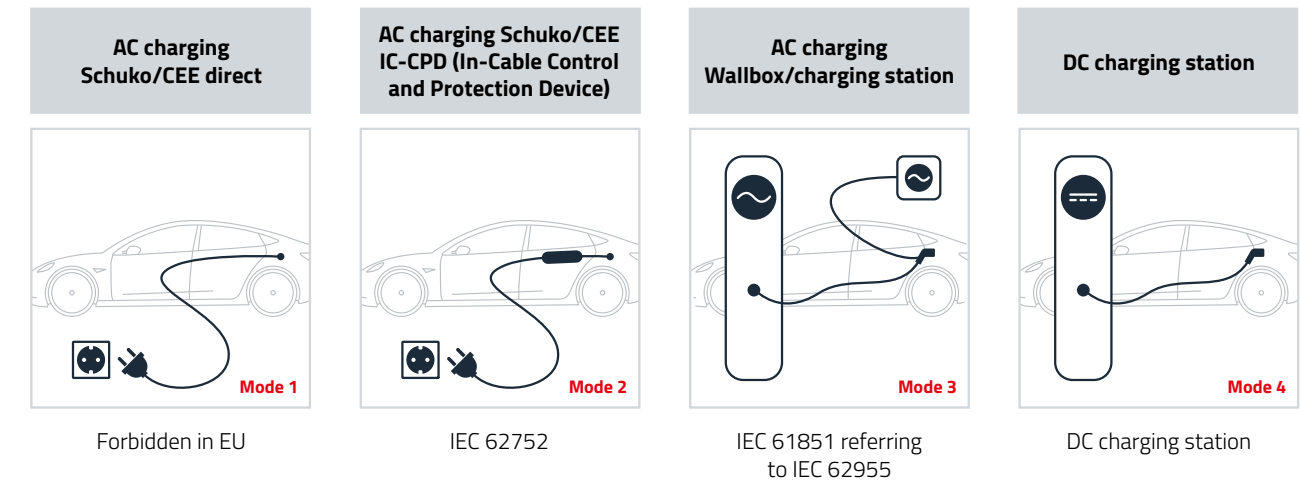 AC charging
Schuko/CEE direct
AC charging Schuko/CEE
IC-CPD (In-Cable Control
and Protection Device)
AC charging
Wallbox/charging station
DC charging station
Mode 1
Mode 2
Mode 3
Mode 4
Forbidden in EU
IEC 62752
IEC 61851 referring
to IEC 62955
DC charging station